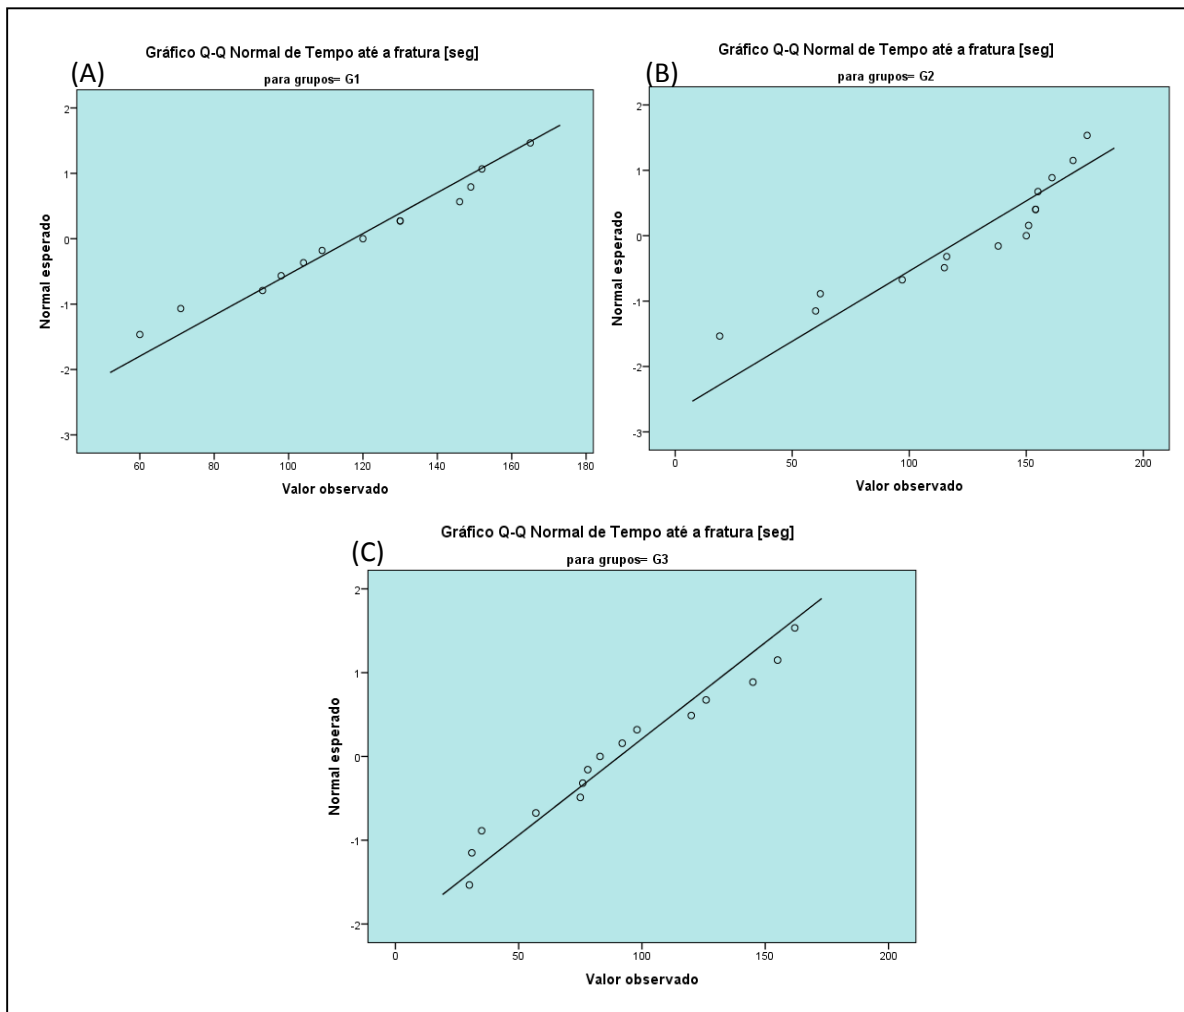 (A)
Gráfico Q-Q Normal de Tempo até a fratura [seg]
para grupos= G1
Normal esperado
2
1
0
-1
-2
-3
60
80
100
120
140
160
180
Valor observado
(B)
Gráfico Q-Q Normal de Tempo até a fratura [seg]
para grupos= G2
Normal esperado
2
1
0
-1
-2
-3
0
50
100
150
200
Valor observado
(C)
Gráfico Q-Q Normal de Tempo até a fratura [seg]
para grupos= G3
Normal esperado
2
1
0
-1
-2
0
50
100
150
200
Valor observado